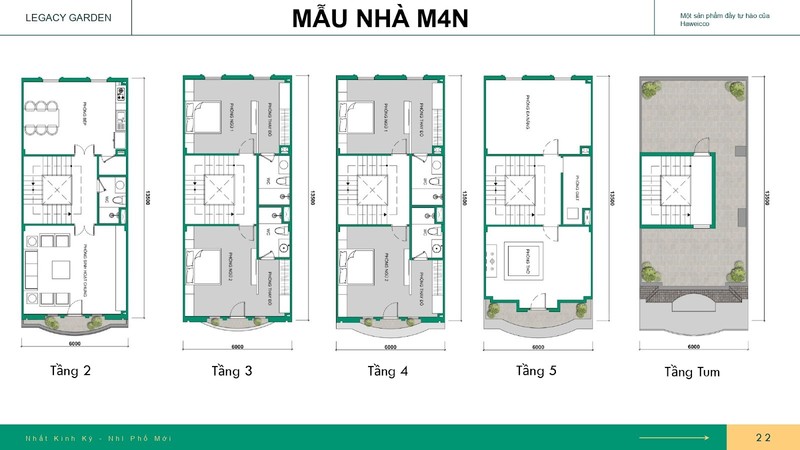 LEGACY GARDEN
MẪU NHÀ M4N
Một sản phẩm đầy tự hào của
Haweicco
PHÒNG BẾP
WC
PHÒNG SINH HOẠT CHUNG
13500
6000
Tầng 2
PHÒNG NGỦ 1
PHÒNG THAY ĐỒ
WC
WC
PHÒNG NGỦ 2
PHÒNG THAY ĐỒ
13500
6000
Tầng 3
PHÒNG NGỦ 1
PHÒNG THAY ĐỒ
WC
WC
PHÒNG NGỦ 2
PHÒNG THAY ĐỒ
13500
6000
Tầng 4
PHÒNG GIẶT
PHÒNG THỜ
13500
6000
Tầng 5
13500
6000
Tầng Tum
Nhất Kinh Kỳ - Nhì Phố Mới
22